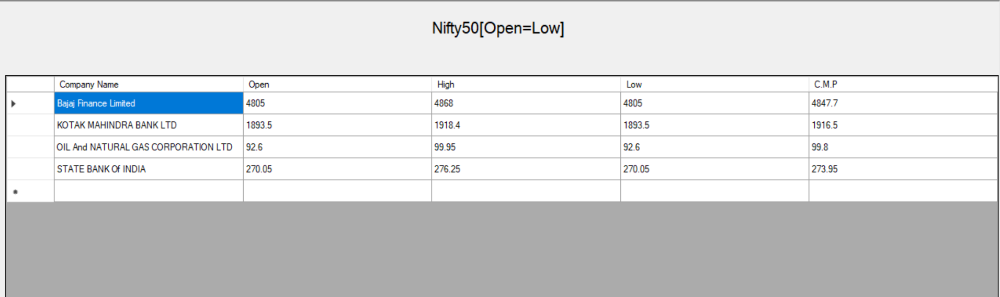 Nifty50[Open=Low]
Company Name Open High Low C.M.P
Bajaj Finance Limited 4805 4868 4805 4847.7
KOTAK MAHINDRA BANK LTD 1893.5 1918.4 1893.5 1916.5
OIL And NATURAL GAS CORPORATION LTD 92.6 99.95 92.6 99.8
STATE BANK Of INDIA 270.05 276.25 270.05 273.95